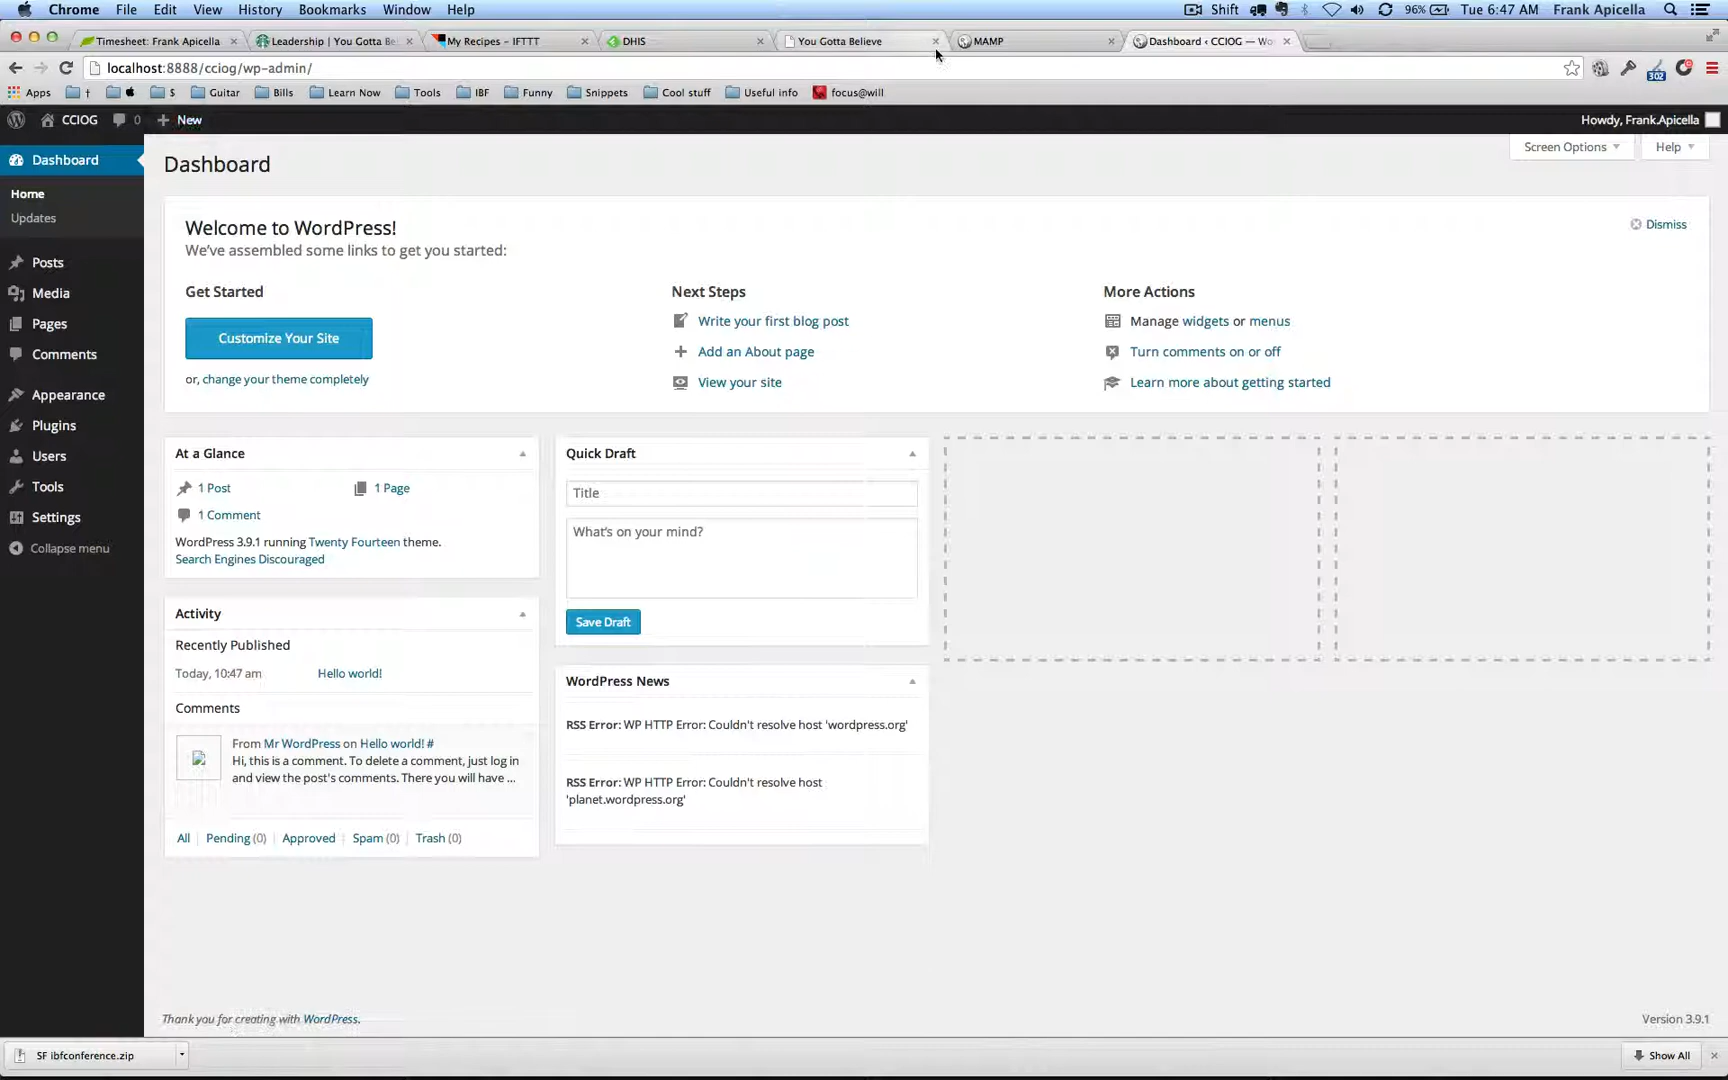 Chrome File Edit View History Bookmarks Window Help Shift 96% Tue 6:47 AM Frank Apicella
Timesheet: Frank Apicella Leadership | You Gotta Be My Recipes - IFTTT DHIS You Gotta Believe MAMP Dashboard ‹ CCIOG — Wo
localhost:8888/cciog/wp-admin/ 302
Apps † $ Guitar Bills Learn Now Tools IBF Funny Snippets Cool stuff Useful info focus@will
CCIOG 0 + New Howdy, Frank.Apicella
Dashboard
Home
Updates
Posts
Media
Pages
Comments
Appearance
Plugins
Users
Tools
Settings
Collapse menu
Dashboard
Screen Options Help
Welcome to WordPress!
We've assembled some links to get you started:
Dismiss
Get Started
Customize Your Site
or, change your theme completely
Next Steps
Write your first blog post
Add an About page
View your site
More Actions
Manage widgets or menus
Turn comments on or off
Learn more about getting started
At a Glance
1 Post 1 Page
1 Comment
WordPress 3.9.1 running Twenty Fourteen theme.
Search Engines Discouraged
Activity
Recently Published
Today, 10:47 am Hello world!
Comments
From Mr WordPress on Hello world! #
Hi, this is a comment. To delete a comment, just log in
and view the post's comments. There you will have ...
All | Pending (0) | Approved | Spam (0) | Trash (0)
Quick Draft
Title
What's on your mind?
Save Draft
WordPress News
RSS Error: WP HTTP Error: Couldn't resolve host 'wordpress.org'
RSS Error: WP HTTP Error: Couldn't resolve host
'planet.wordpress.org'
Thank you for creating with WordPress.
Version 3.9.1
SF ibfconference.zip
Show All